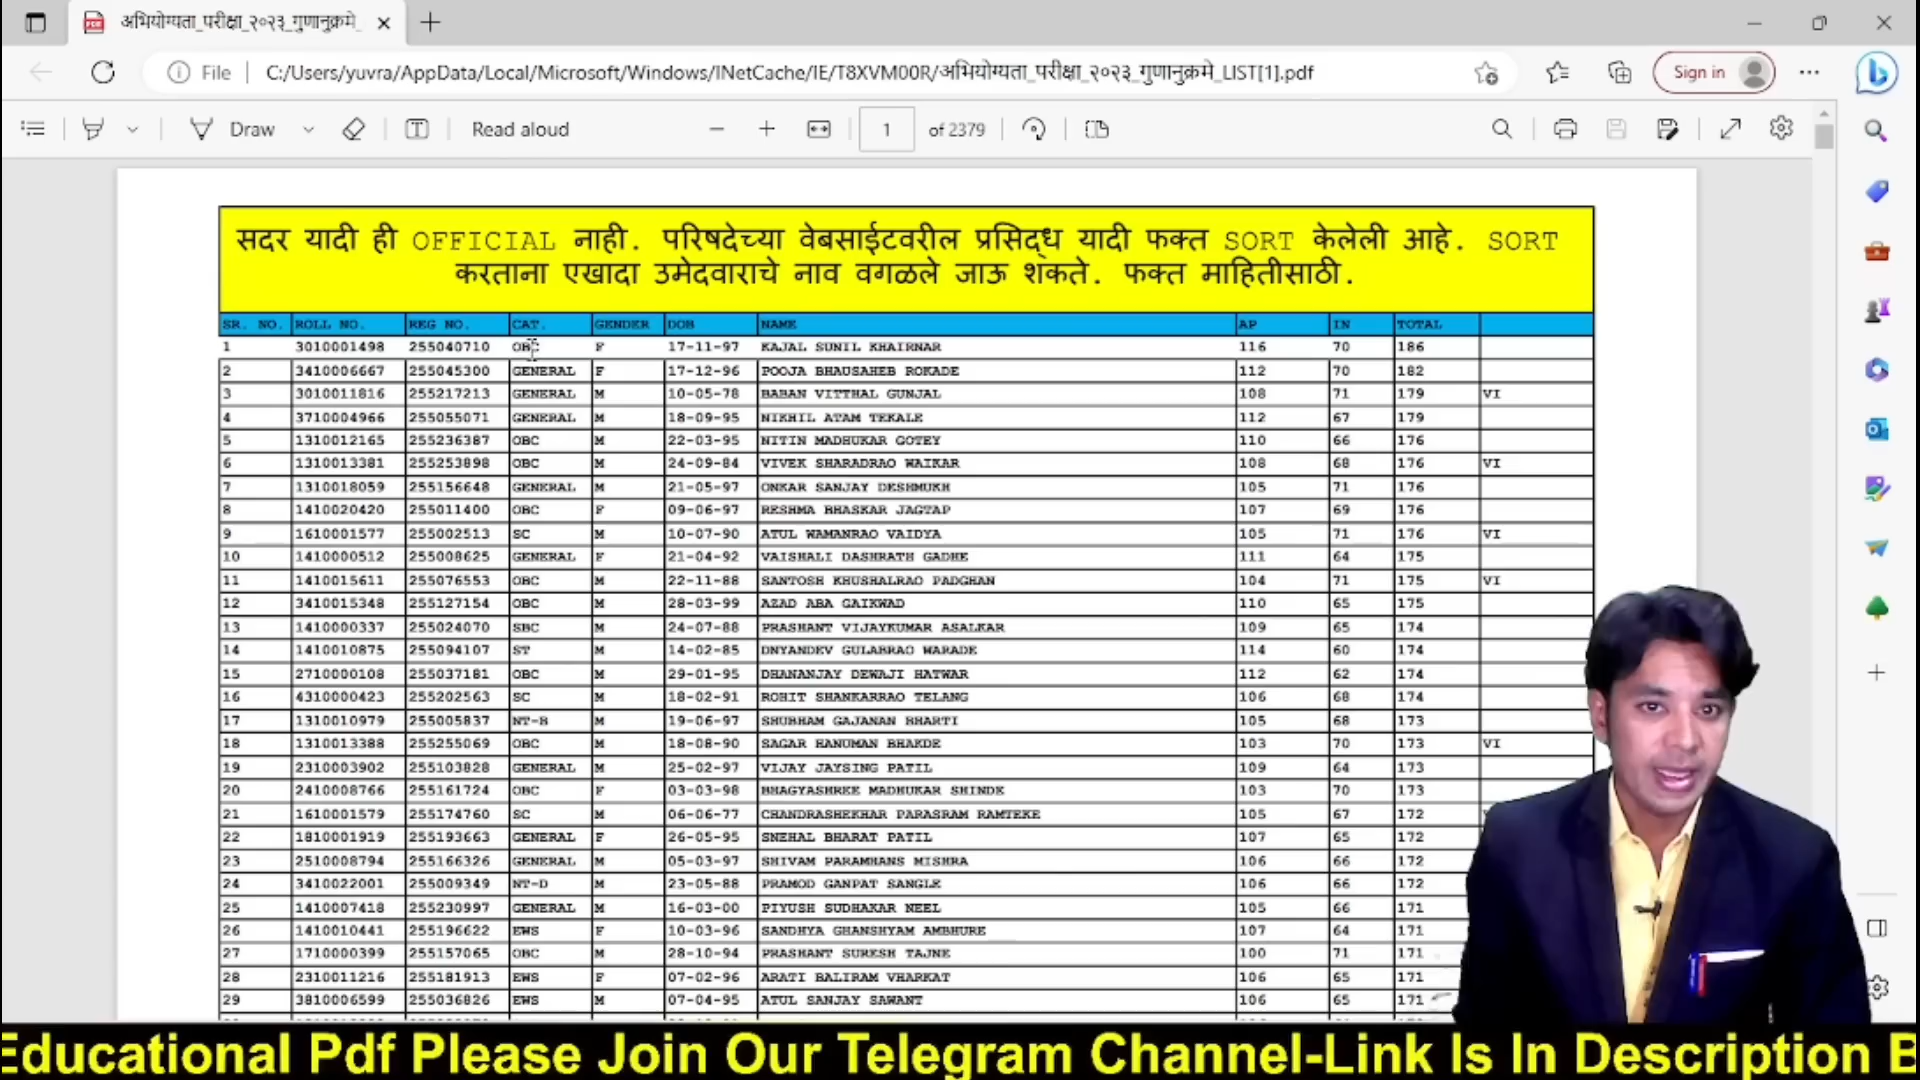 अभियोग्यता_परीक्षा_२०२३_गुणानुक्रमे_
File C:/Users/yuvra/AppData/Local/Microsoft/Windows/INetCache/IE/T8XVM00R/अभियोग्यता_परीक्षा_२०२३_गुणानुक्रमे_LIST[1].pdf Sign in
Draw Read aloud 1 of 2379
सदर यादी ही OFFICIAL नाही. परिषदेच्या वेबसाईटवरील प्रसिद्ध यादी फक्त SORT केलेली आहे. SORT
करताना एखादा उमेदवाराचे नाव वगळले जाऊ शकते. फक्त माहितीसाठी.
SR. NO. ROLL NO. REG NO. CAT. GENDER DOB NAME AP IN TOTAL
1 3010001498 255040710 OBC F 17-11-97 KAJAL SUNIL KHAIRNAR 116 70 186
2 3410006667 255045300 GENERAL F 17-12-96 POOJA BHAUSAHEB ROKADE 112 70 182
3 3010011816 255217213 GENERAL M 10-05-78 BABAN VITTHAL GUNJAL 108 71 179 VI
4 3710004966 255055071 GENERAL M 18-09-95 NIKHIL ATAM TEKALE 112 67 179
5 1310012165 255236387 OBC M 22-03-95 NITIN MADHUKAR GOTEY 110 66 176
6 1310013381 255253898 OBC M 24-09-84 VIVEK SHARADRAO WAIKAR 108 68 176 VI
7 1310018059 255156648 GENERAL M 21-05-97 ONKAR SANJAY DESHMUKH 105 71 176
8 1410020420 255011400 OBC F 09-06-97 RESHMA BHASKAR JAGTAP 107 69 176
9 1610001577 255002513 SC M 10-07-90 ATUL WAMANRAO VAIDYA 105 71 176 VI
10 1410000512 255008625 GENERAL F 21-04-92 VAISHALI DASHRATH GADHE 111 64 175
11 1410015611 255076553 OBC M 22-11-88 SANTOSH KHUSHALRAO PADGHAN 104 71 175 VI
12 3410015348 255127154 OBC M 28-03-99 AZAD ABA GAIKWAD 110 65 175
13 1410000337 255024070 SBC M 24-07-88 PRASHANT VIJAYKUMAR ASALKAR 109 65 174
14 1410010875 255094107 ST M 14-02-85 DNYANDEV GULABRAO WARADE 114 60 174
15 2710000108 255037181 OBC M 29-01-95 DHANANJAY DEWAJI HATWAR 112 62 174
16 4310000423 255202563 SC M 18-02-91 ROHIT SHANKARRAO TELANG 106 68 174
17 1310010979 255005837 NT-B M 19-06-97 SHUBHAM GAJANAN BHARTI 105 68 173
18 1310013388 255255069 OBC M 18-08-90 SAGAR HANUMAN BHAKDE 103 70 173 VI
19 2310003902 255103828 GENERAL M 25-02-97 VIJAY JAYSING PATIL 109 64 173
20 2410008766 255161724 OBC F 03-03-98 BHAGYASHREE MADHUKAR SHINDE 103 70 173
21 1610001579 255174760 SC M 06-06-77 CHANDRASHEKHAR PARASRAM RAMTEKE 105 67 172
22 1810001919 255193663 GENERAL F 26-05-95 SNEHAL BHARAT PATIL 107 65 172
23 2510008794 255166326 GENERAL M 05-03-97 SHIVAM PARAMHANS MISHRA 106 66 172
24 3410022001 255009349 NT-D M 23-05-88 PRAMOD GANPAT SANGLE 106 66 172
25 1410007418 255230997 GENERAL M 16-03-00 PIYUSH SUDHAKAR NEEL 105 66 171
26 1410010441 255196622 EWS F 10-03-96 SANDHYA GHANSHYAM AMBHURE 107 64 171
27 1710000399 255157065 OBC M 28-10-94 PRASHANT SURESH TAJNE 100 71 171
28 2310011216 255181913 EWS F 07-02-96 ARATI BALIRAM VHARKAT 106 65 171
29 3810006599 255036826 EWS M 07-04-95 ATUL SANJAY SAWANT 106 65 171
Educational Pdf Please Join Our Telegram Channel-Link Is In Description B